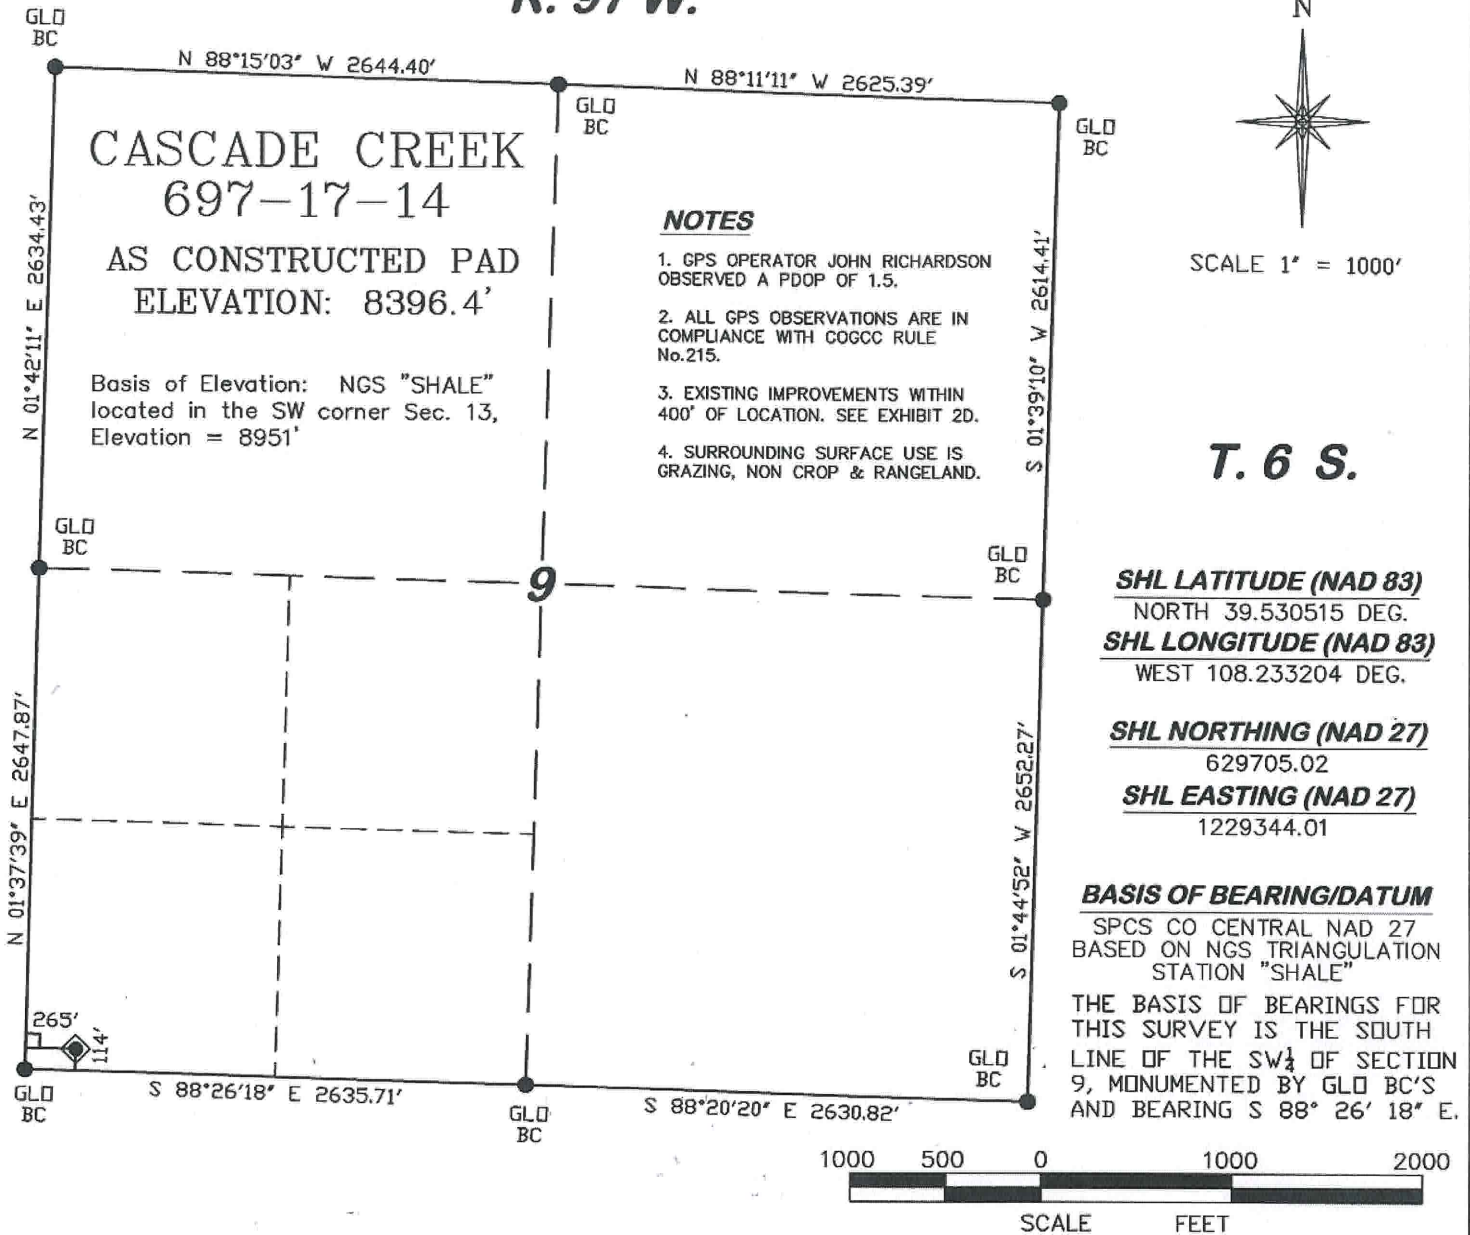 R. 97 W.
N
GLO
BC
N 88°15'03" W 2644.40'
N 88°11'11" W 2625.39'
GLO
BC
GLO
BC
CASCADE CREEK
697-17-14
AS CONSTRUCTED PAD
ELEVATION: 8396.4'
Basis of Elevation: NGS "SHALE"
located in the SW corner Sec. 13,
Elevation = 8951'
N 01°42'11" E 2634.43'
NOTES
1. GPS OPERATOR JOHN RICHARDSON
OBSERVED A PDOP OF 1.5.
2. ALL GPS OBSERVATIONS ARE IN
COMPLIANCE WITH COGCC RULE
No.215.
3. EXISTING IMPROVEMENTS WITHIN
400' OF LOCATION. SEE EXHIBIT 2D.
4. SURROUNDING SURFACE USE IS
GRAZING, NON CROP & RANGELAND.
S 01°39'10" W 2614.41'
SCALE 1" = 1000'
T. 6 S.
GLO
BC
9
GLO
BC
SHL LATITUDE (NAD 83)
NORTH 39.530515 DEG.
SHL LONGITUDE (NAD 83)
WEST 108.233204 DEG.
SHL NORTHING (NAD 27)
629705.02
SHL EASTING (NAD 27)
1229344.01
N 01°37'39" E 2647.87'
S 01°44'52" W 2652.27'
BASIS OF BEARING/DATUM
SPCS CO CENTRAL NAD 27
BASED ON NGS TRIANGULATION
STATION "SHALE"
THE BASIS OF BEARINGS FOR
THIS SURVEY IS THE SOUTH
LINE OF THE SW¼ OF SECTION
9, MONUMENTED BY GLO BC'S
AND BEARING S 88° 26' 18" E.
265'
114'
GLO
BC
S 88°26'18" E 2635.71'
GLO
BC
S 88°20'20" E 2630.82'
GLO
BC
1000 500 0 1000 2000
SCALE FEET